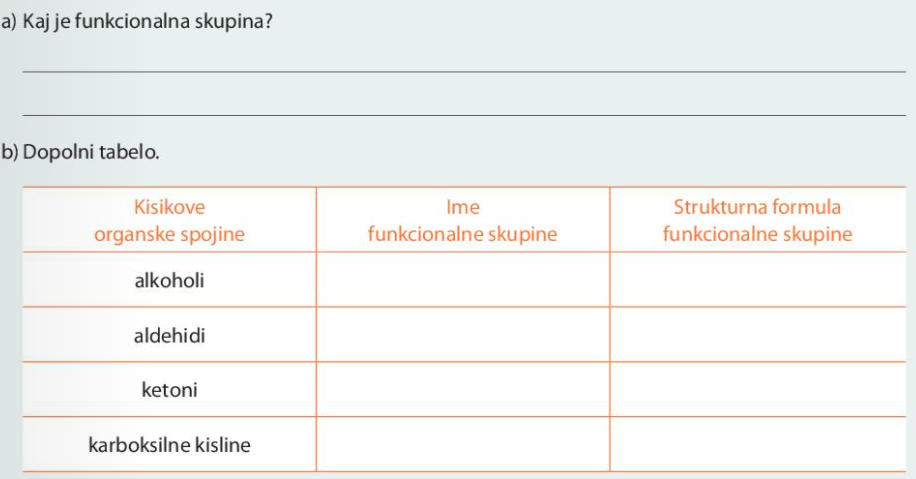 a) Kaj je funkcionalna skupina?
b) Dopolni tabelo.
Kisikove
organske spojine
Ime
funkcionalne skupine
Strukturna formula
funkcionalne skupine
alkoholi
aldehidi
ketoni
karboksilne kisline